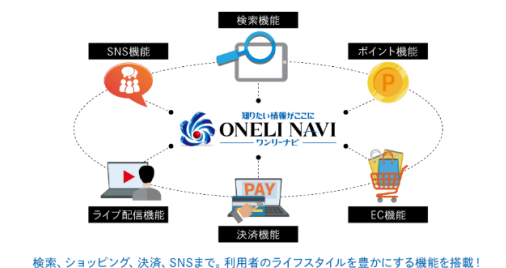 検索機能
SNS機能
ポイント機能
P
知りたい情報がここに
ONELI NAVI
ワンリーナビ
PAY
ライブ配信機能
EC機能
決済機能
検索、ショッピング、決済、SNSまで。利用者のライフスタイルを豊かにする機能を搭載！